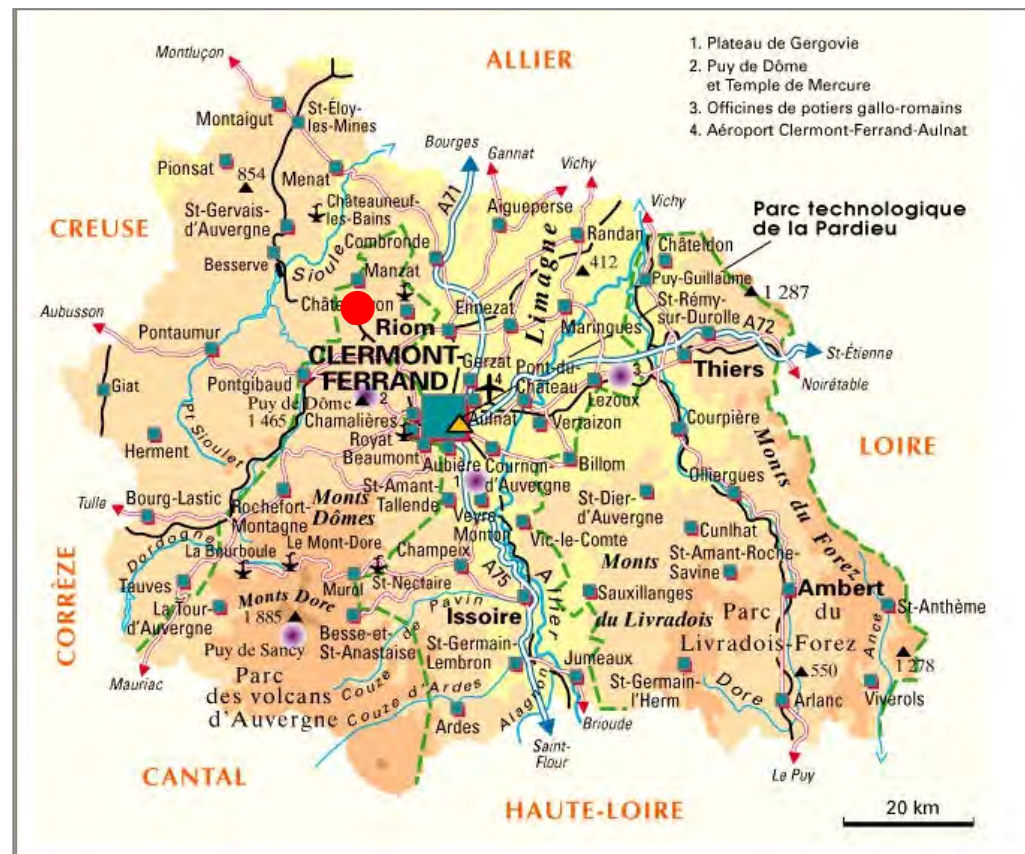 ALLIER
1. Plateau de Gergovie
2. Puy de Dôme
et Temple de Mercure
3. Officines de potiers gallo-romains
4. Aéroport Clermont-Ferrand-Aulnat
Montluçon
Montaigut
St-Éloy-
les-Mines
Bourges
Gannat
Vichy
Pionsat
854
Menat
A71
Vichy
Châteauneuf-
les-Bains
Aigueperse
Parc technologique
de la Pardieu
CREUSE
St-Gervais-
d'Auvergne
Combronde
Randan
Châteldon
Besserve
Sioule
Manzat
Limagne
412
Puy-Guillaume
1 287
Ennezat
St-Rémy-
sur-Durolle
Aubusson
Riom
Maringues
A72
Pontaumur
St-Étienne
CLERMONT-
FERRAND
Gerzat
4
Pont-du-
Château
3
Thiers
Noirétable
Giat
Pontgibaud
Puy de Dôme
2
1 465
Lezoux
Chamalières
Aulnat
Vertaizon
Courpière
Pt Sioulet
Royat
Herment
Beaumont
Aubière
Cournon-
d'Auvergne
1
Billom
LOIRE
Olliergues
Monts du Forez
Tulle
Bourg-Lastic
Rochefort-
Montagne
Monts
Dômes
St-Amant-
Tallende
St-Dier-
d'Auvergne
Veyre
Monton
Vic-le-Comte
Cunlhat
Dordogne
La Bourboule
Le Mont-Dore
Champeix
A75
Allier
Monts
du Livradois
St-Amant-Roche-
Savine
CORRÈZE
Tauves
Murol
St-Nectaire
Sauxillanges
Ambert
La Tour-
d'Auvergne
Monts Dore
1 885
Puy de Sancy
Besse-et-
St-Anastaise
Couze de Pavin
Issoire
Parc
du
Livradois-Forez
St-Anthème
Ance
Mauriac
St-Germain-
Lembron
Jumeaux
St-Germain-
l'Herm
1 278
Parc
des volcans
d'Auvergne
Couze d'Ardes
Alagnon
Dore
550
Arlanc
Viverols
Ardes
Brioude
Saint-
Flour
Le Puy
CANTAL
HAUTE-LOIRE
20 km